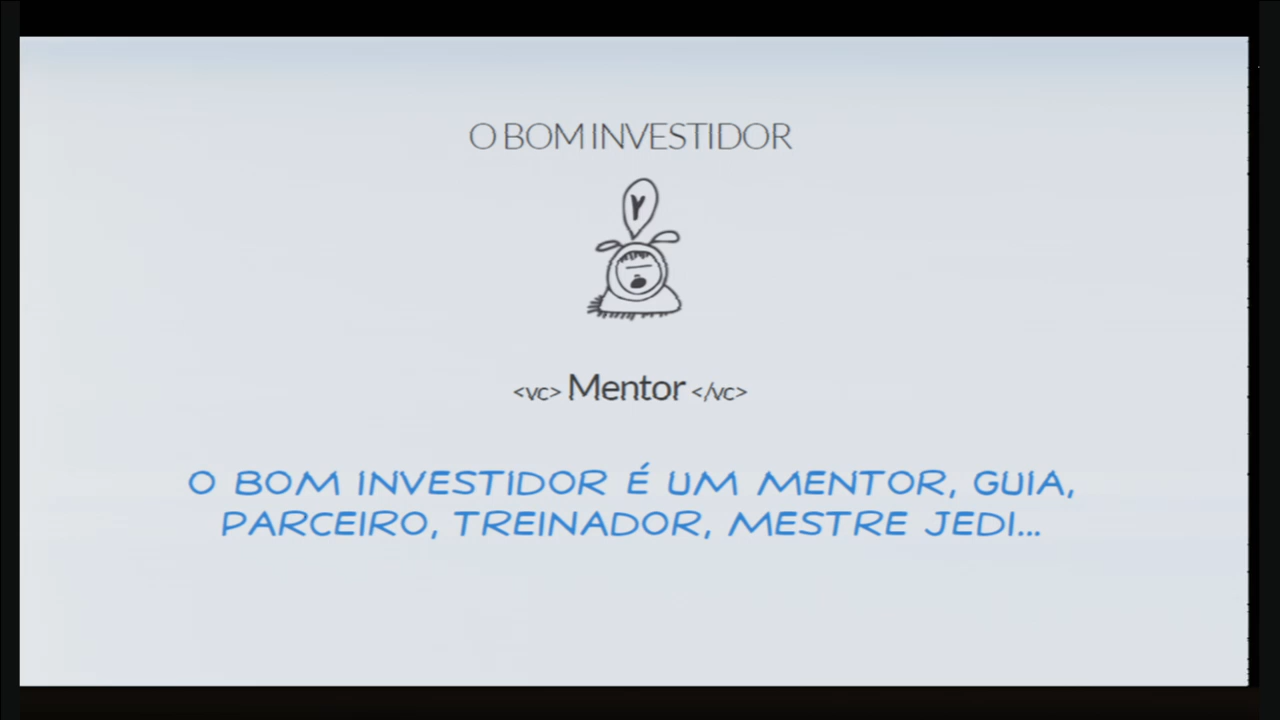 O BOM INVESTIDOR
Y
<vc> Mentor </vc>
O BOM INVESTIDOR É UM MENTOR, GUIA,
PARCEIRO, TREINADOR, MESTRE JEDI...